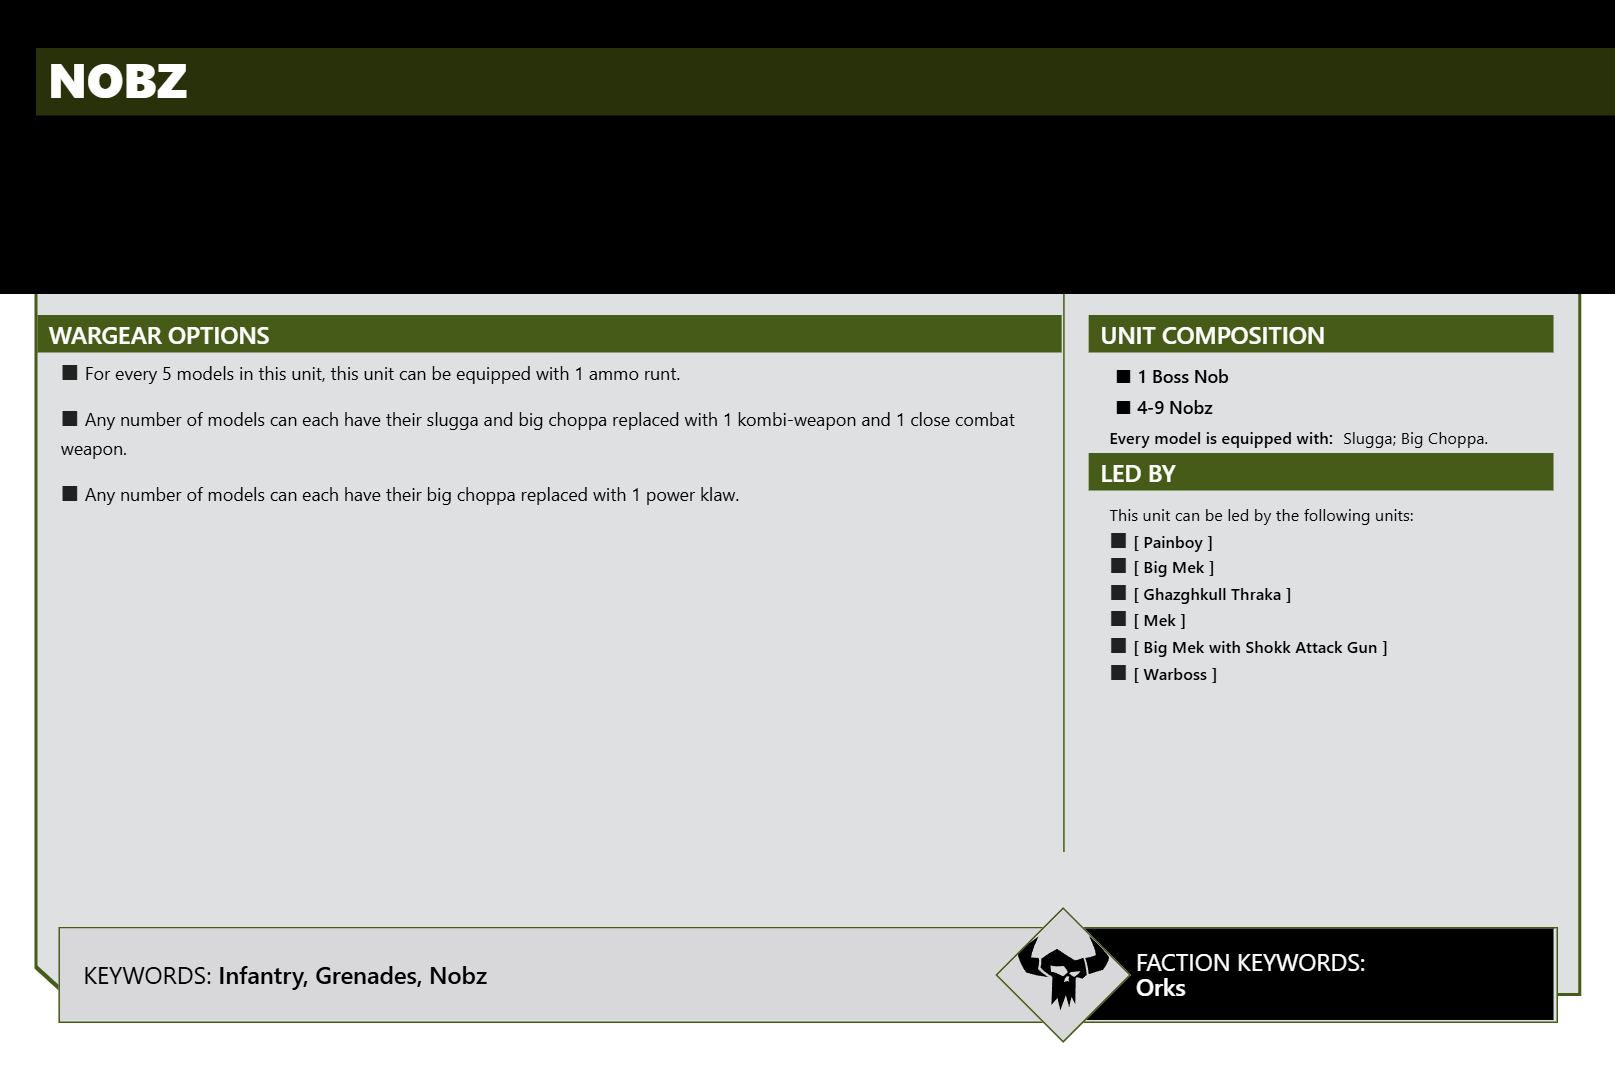 NOBZ
WARGEAR OPTIONS
■ For every 5 models in this unit, this unit can be equipped with 1 ammo runt.
■ Any number of models can each have their slugga and big choppa replaced with 1 kombi-weapon and 1 close combat
weapon.
■ Any number of models can each have their big choppa replaced with 1 power klaw.
UNIT COMPOSITION
■ 1 Boss Nob
■ 4-9 Nobz
Every model is equipped with: Slugga; Big Choppa.
LED BY
This unit can be led by the following units:
■ [ Painboy ]
■ [ Big Mek ]
■ [ Ghazghkull Thraka ]
■ [ Mek ]
■ [ Big Mek with Shokk Attack Gun ]
■ [ Warboss ]
KEYWORDS: Infantry, Grenades, Nobz
FACTION KEYWORDS:
Orks